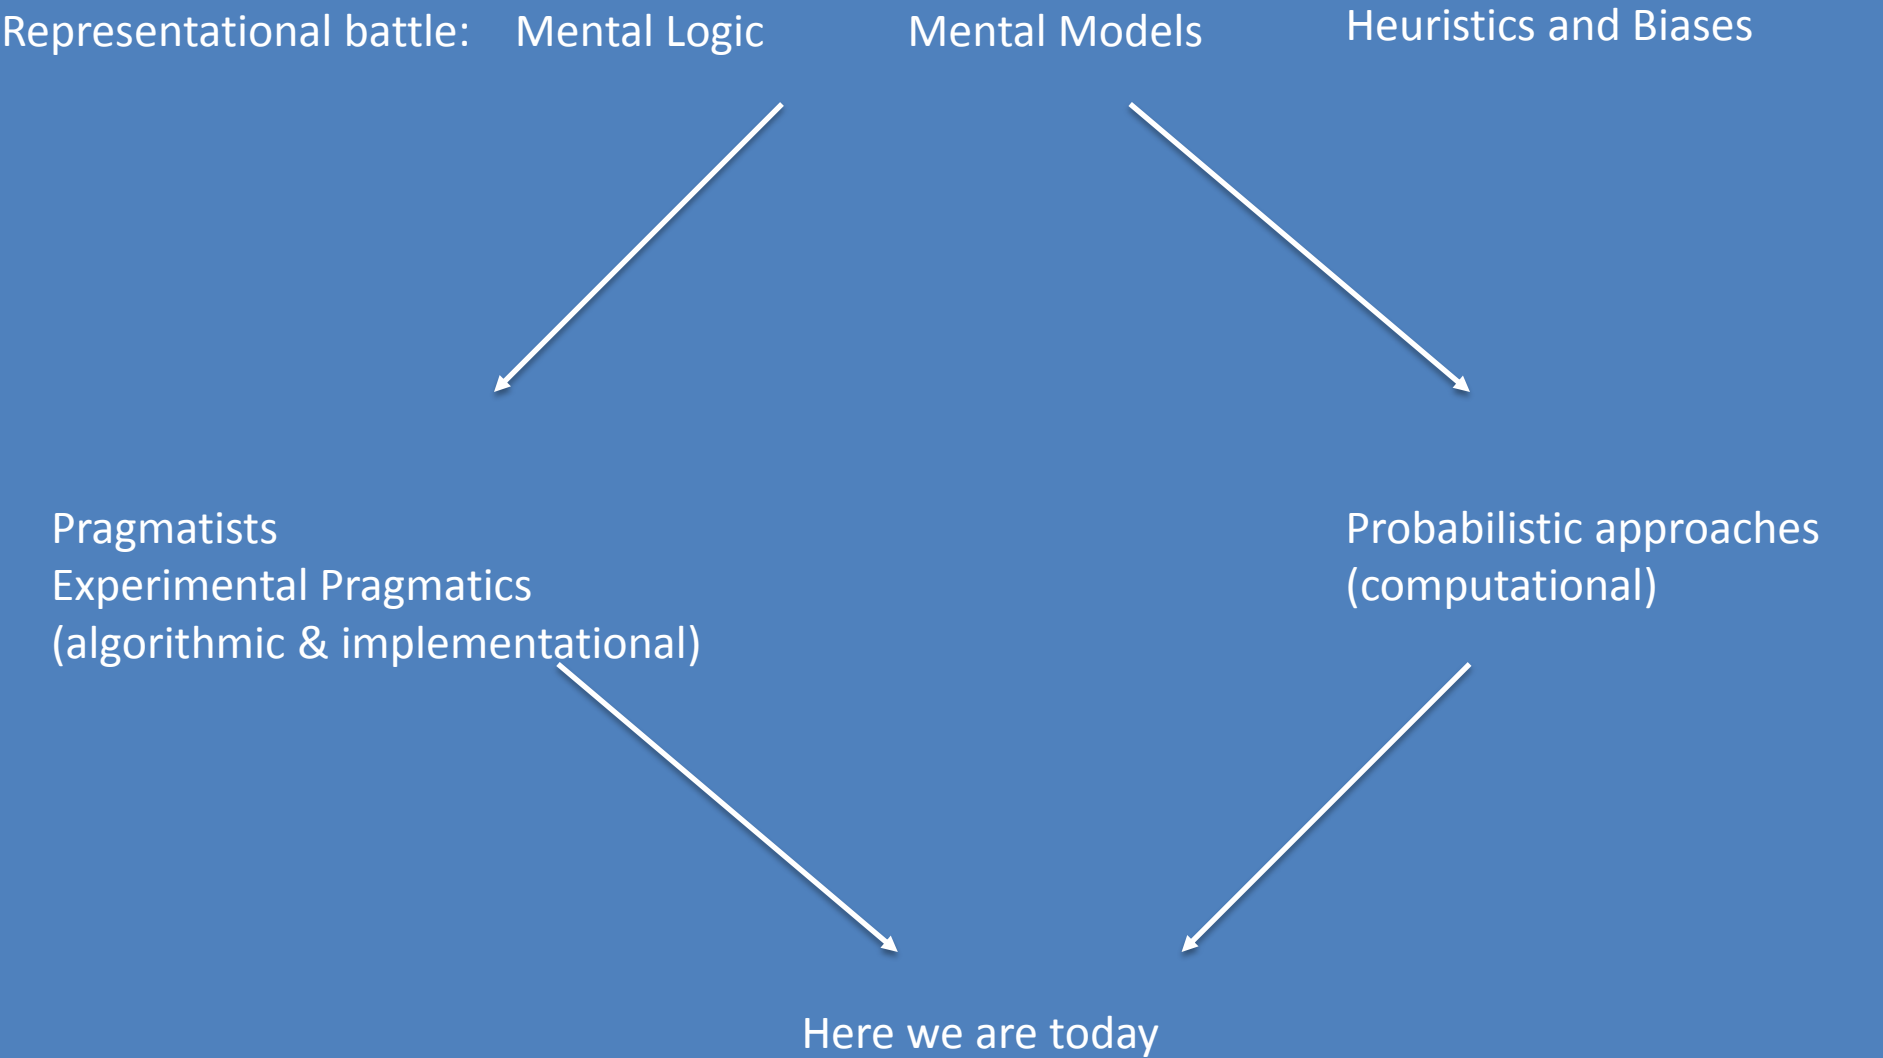 Representational battle: Mental Logic Mental Models Heuristics and Biases
Pragmatists
Experimental Pragmatics
(algorithmic & implementational)
Probabilistic approaches
(computational)
Here we are today